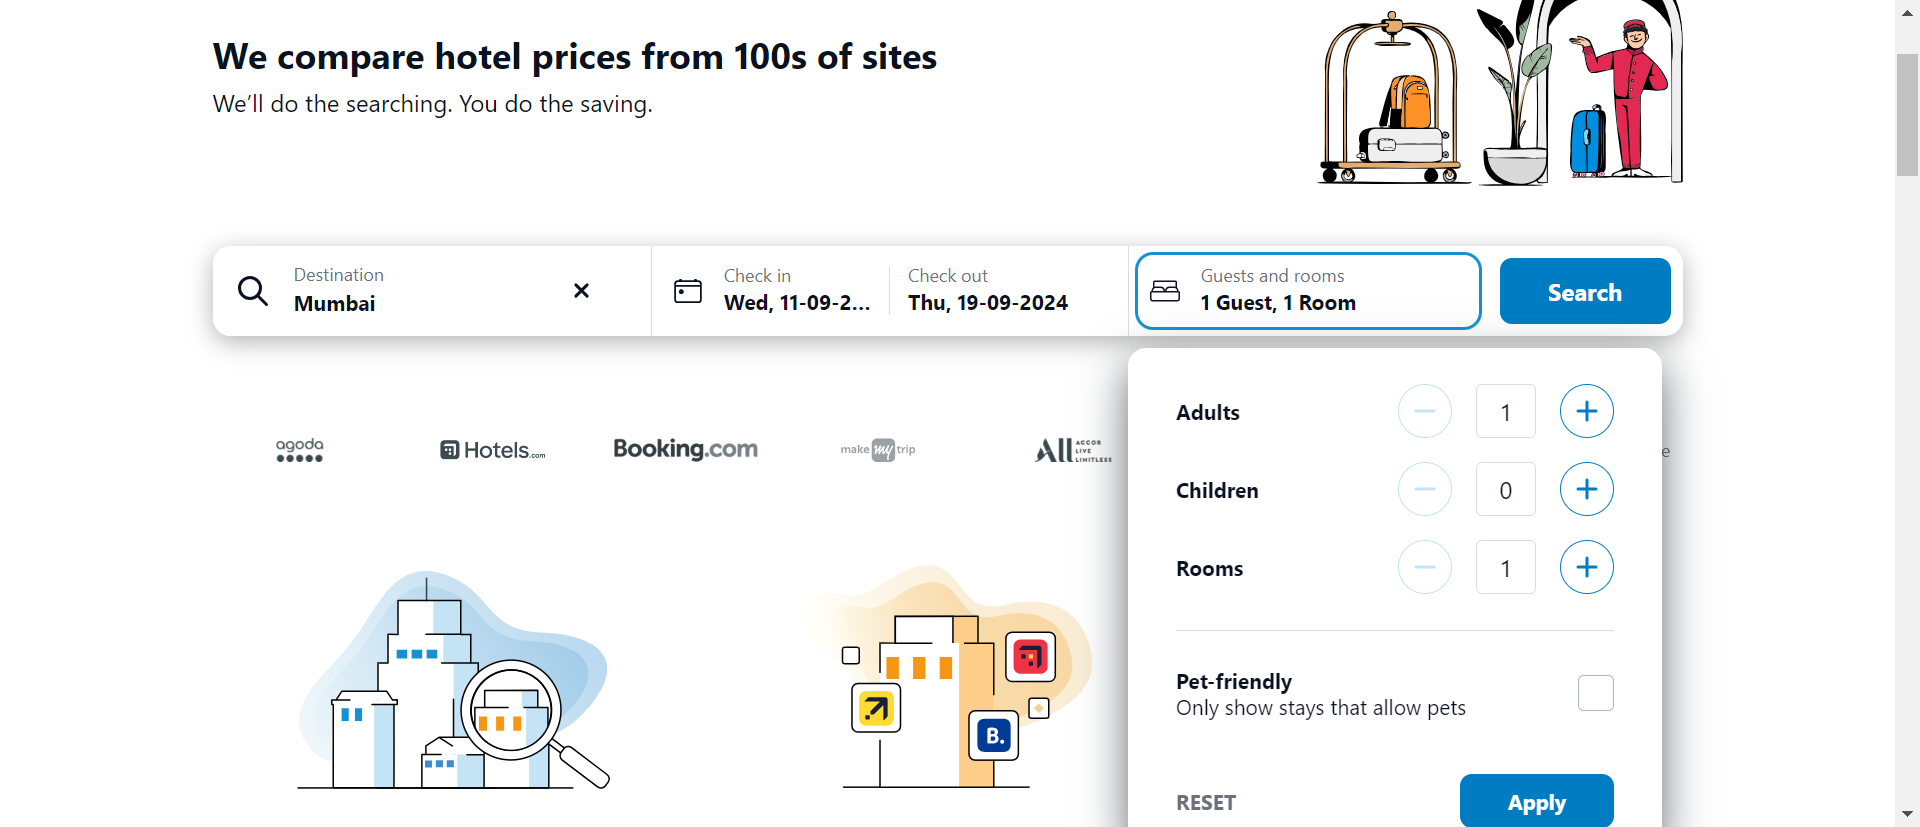 We compare hotel prices from 100s of sites
We'll do the searching. You do the saving.
Destination
Mumbai
Check in
Wed, 11-09-2...
Check out
Thu, 19-09-2024
Guests and rooms
1 Guest, 1 Room
Search
agoda
Hotels.com
Booking.com
make my trip
ALL ACCOR
LIVE
LIMITLESS
e
Adults
1
Children
0
Rooms
1
Pet-friendly
Only show stays that allow pets
RESET
Apply
B.